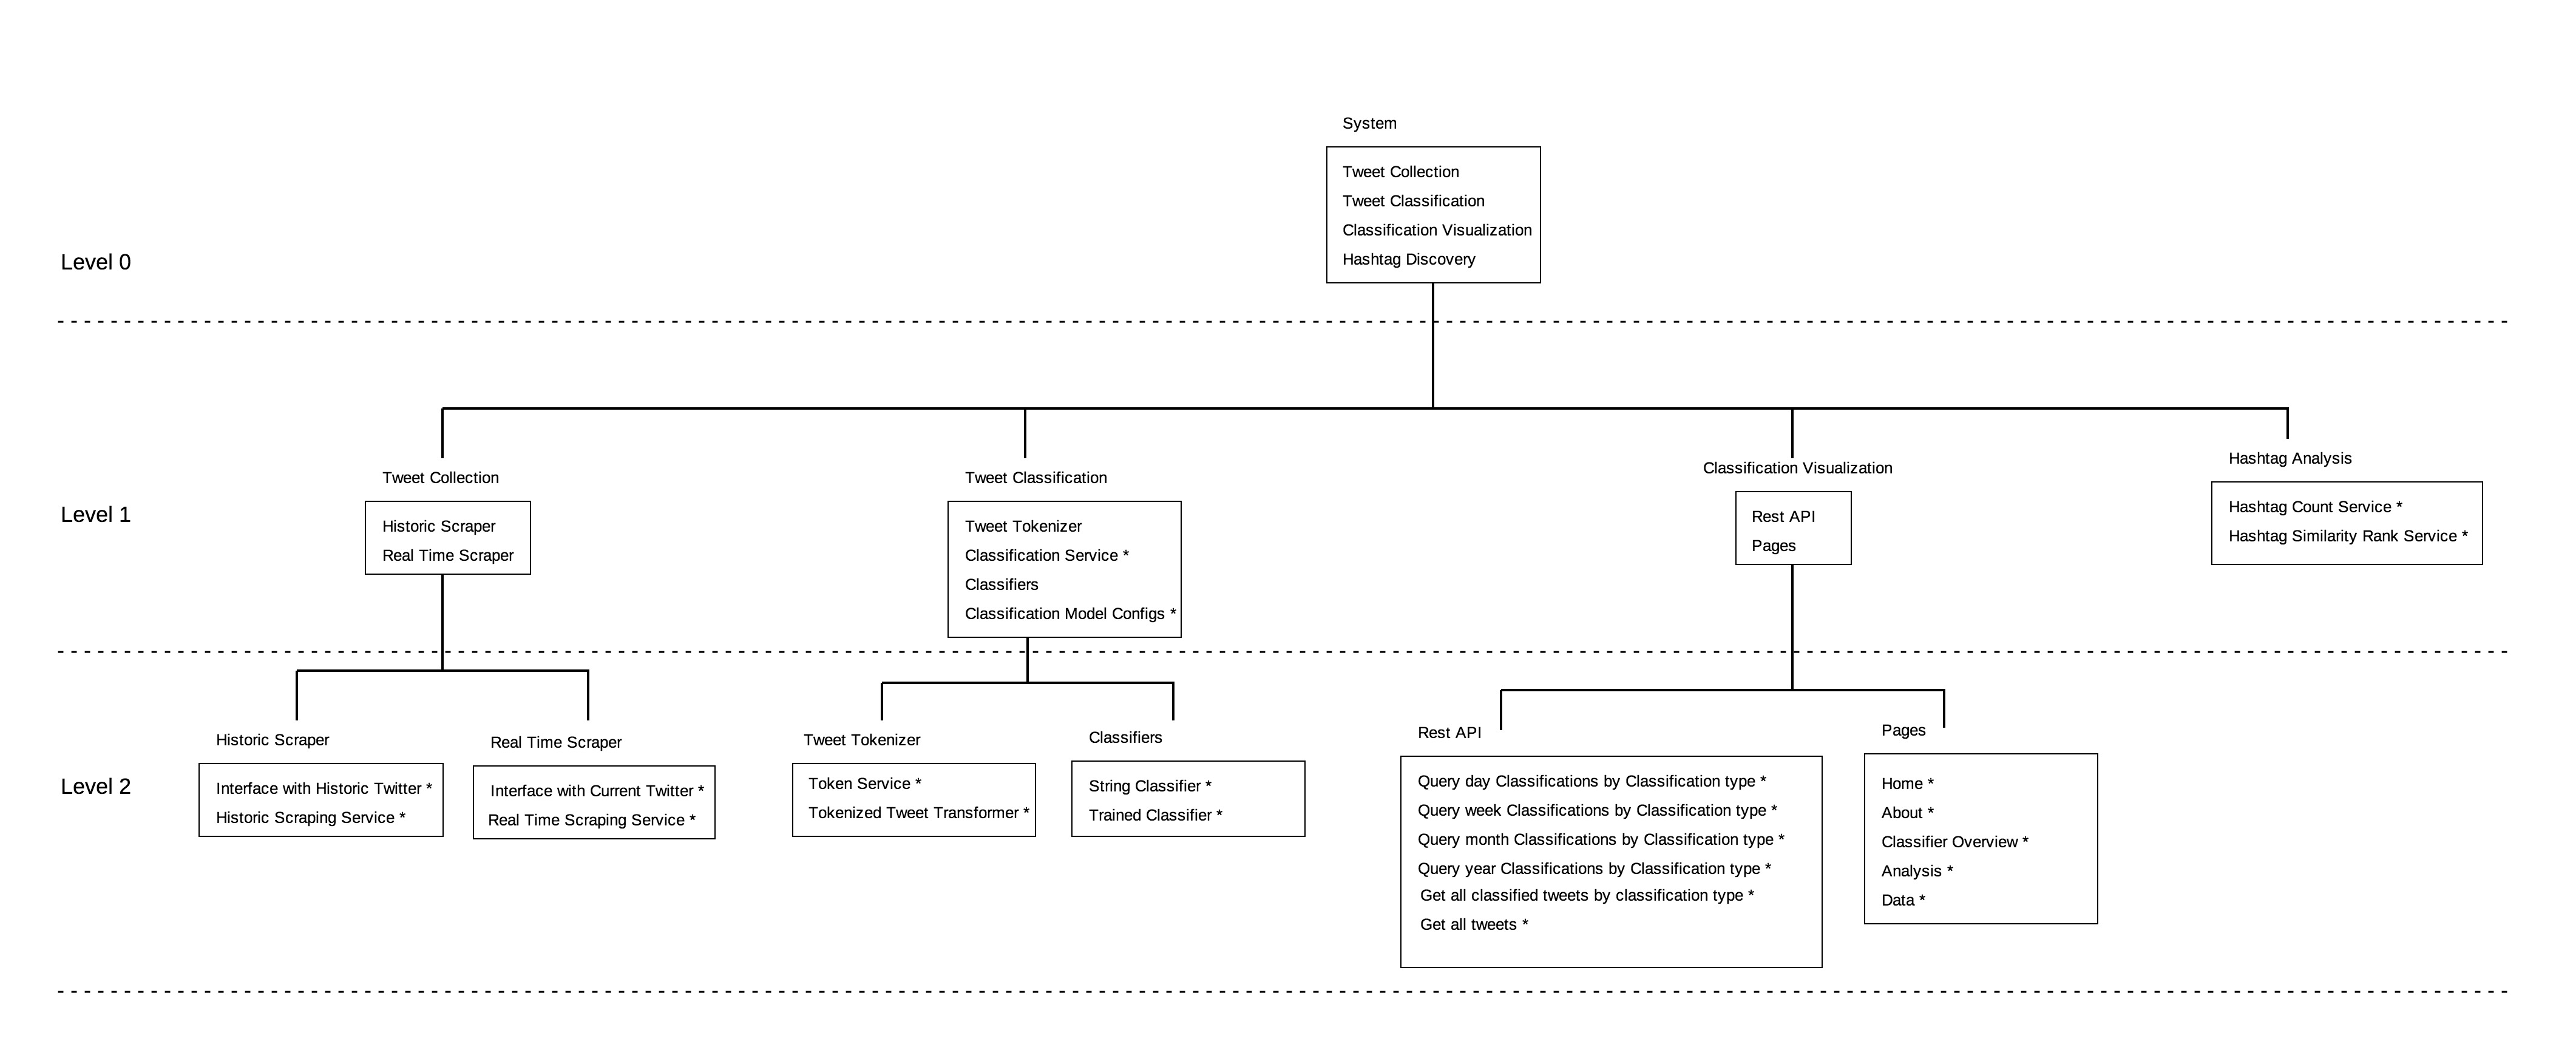 System
Tweet Collection
Tweet Classification
Classification Visualization
Hashtag Discovery
Level 0
Level 1
Tweet Collection
Historic Scraper
Real Time Scraper
Tweet Classification
Tweet Tokenizer
Classification Service *
Classifiers
Classification Model Configs *
Classification Visualization
Rest API
Pages
Hashtag Analysis
Hashtag Count Service *
Hashtag Similarity Rank Service *
Level 2
Historic Scraper
Interface with Historic Twitter *
Historic Scraping Service *
Real Time Scraper
Interface with Current Twitter *
Real Time Scraping Service *
Tweet Tokenizer
Token Service *
Tokenized Tweet Transformer *
Classifiers
String Classifier *
Trained Classifier *
Rest API
Query day Classifications by Classification type *
Query week Classifications by Classification type *
Query month Classifications by Classification type *
Query year Classifications by Classification type *
Get all classified tweets by classification type *
Get all tweets *
Pages
Home *
About *
Classifier Overview *
Analysis *
Data *